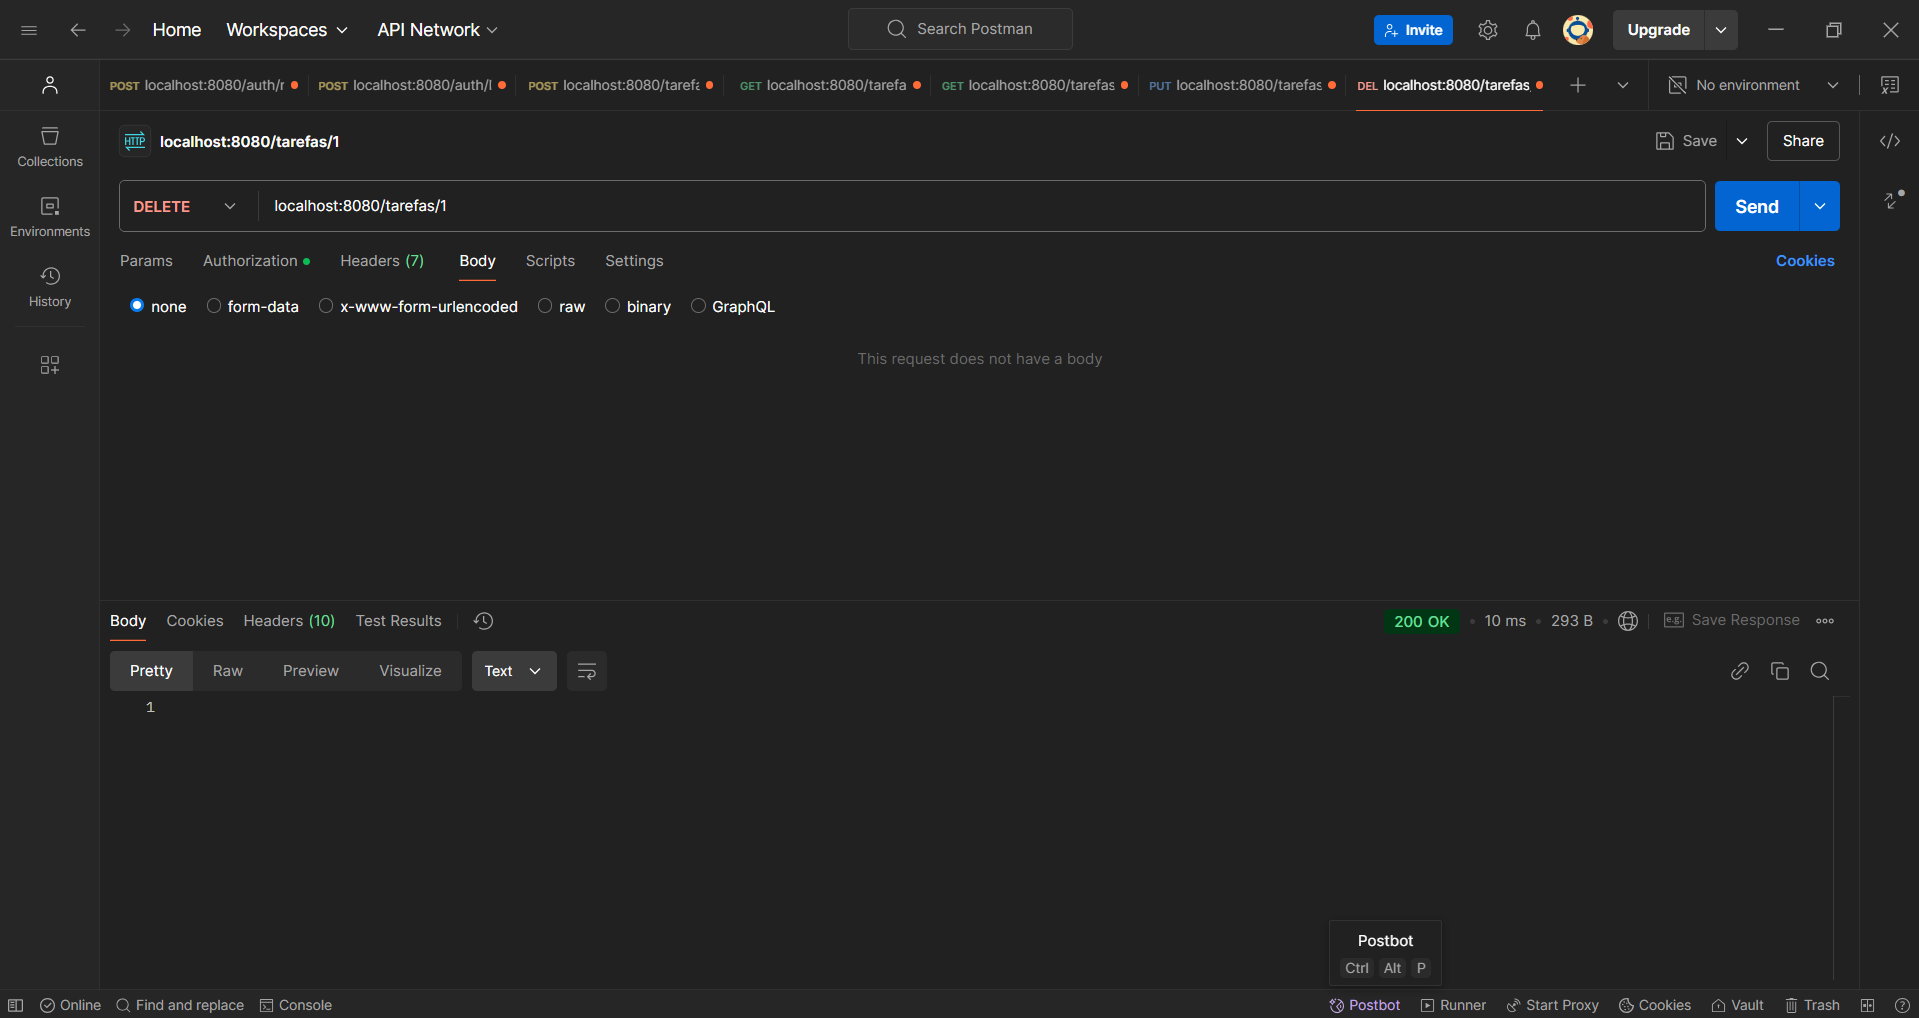 Home Workspaces API Network Search Postman Invite Upgrade
POST localhost:8080/auth/r POST localhost:8080/auth/l POST localhost:8080/tarefa GET localhost:8080/tarefa GET localhost:8080/tarefas PUT localhost:8080/tarefas DEL localhost:8080/tarefas No environment
HTTP localhost:8080/tarefas/1 Save Share
Collections
DELETE localhost:8080/tarefas/1 Send
Environments
Params Authorization Headers (7) Body Scripts Settings Cookies
History
none form-data x-www-form-urlencoded raw binary GraphQL
This request does not have a body
Body Cookies Headers (10) Test Results 200 OK 10 ms 293 B e.g. Save Response
Pretty Raw Preview Visualize Text
1
Postbot
Ctrl Alt P
Online Find and replace Console Postbot Runner Start Proxy Cookies Vault Trash